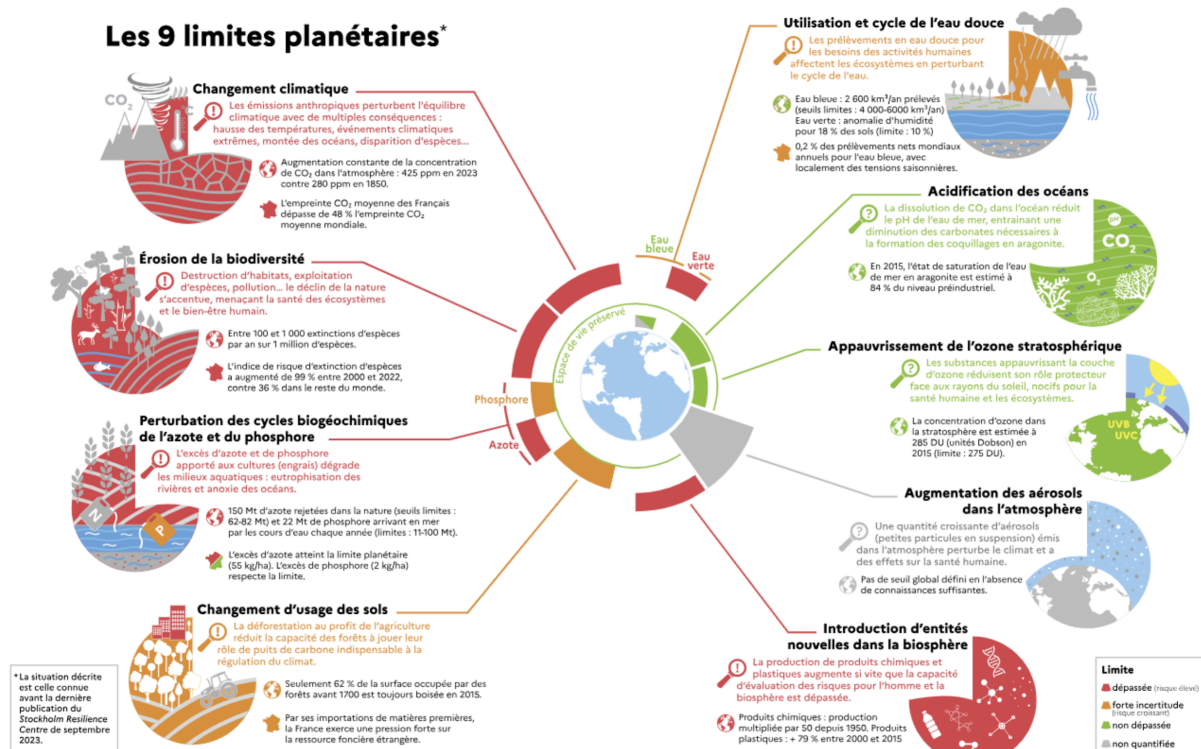 Les 9 limites planétaires*
Changement climatique
CO₂
°C
Les émissions anthropiques perturbent l'équilibre
climatique avec de multiples conséquences :
hausse des températures, événements climatiques
extrêmes, montée des océans, disparition d'espèces...
Augmentation constante de la concentration
de CO₂ dans l'atmosphère : 425 ppm en 2023
contre 280 ppm en 1850.
L'empreinte CO₂ moyenne des Français
dépasse de 48 % l'empreinte CO₂
moyenne mondiale.
Érosion de la biodiversité
Destruction d'habitats, exploitation
d'espèces, pollution... le déclin de la nature
s'accentue, menaçant la santé des écosystèmes
et le bien-être humain.
Entre 100 et 1 000 extinctions d'espèces
par an sur 1 million d'espèces.
L'indice de risque d'extinction d'espèces
a augmenté de 99 % entre 2000 et 2022,
contre 36 % dans le reste du monde.
Perturbation des cycles biogéochimiques
de l'azote et du phosphore
L'excès d'azote et de phosphore
apporté aux cultures (engrais) dégrade
les milieux aquatiques : eutrophisation des
rivières et anoxie des océans.
N
P
150 Mt d'azote rejetées dans la nature (seuils limites :
62-82 Mt) et 22 Mt de phosphore arrivant en mer
par les cours d'eau chaque année (limites : 11-100 Mt).
L'excès d'azote atteint la limite planétaire
(55 kg/ha). L'excès de phosphore (2 kg/ha)
respecte la limite.
Changement d'usage des sols
La déforestation au profit de l'agriculture
réduit la capacité des forêts à jouer leur
rôle de puits de carbone indispensable à la
régulation du climat.
Seulement 62 % de la surface occupée par des
forêts avant 1700 est toujours boisée en 2015.
Par ses importations de matières premières,
la France exerce une pression forte sur
la ressource foncière étrangère.
* La situation décrite
est celle connue
avant la dernière
publication du
Stockholm Resilience
Centre de septembre
2023.
Eau
bleue
Eau
verte
Espace de vie préservé
Phosphore
Azote
Utilisation et cycle de l'eau douce
Les prélèvements en eau douce pour
les besoins des activités humaines
affectent les écosystèmes en perturbant
le cycle de l'eau.
Eau bleue : 2 600 km³/an prélevés
(seuils limites : 4 000-6000 km³/an)
Eau verte : anomalie d'humidité
pour 18 % des sols (limite : 10 %)
0,2 % des prélèvements nets mondiaux
annuels pour l'eau bleue, avec
localement des tensions saisonnières.
Acidification des océans
La dissolution de CO₂ dans l'océan réduit
le pH de l'eau de mer, entrainant une
diminution des carbonates nécessaires à
la formation des coquillages en aragonite.
pH
CO₂
O₂
En 2015, l'état de saturation de l'eau
de mer en aragonite est estimé à
84 % du niveau préindustriel.
Appauvrissement de l'ozone stratosphérique
Les substances appauvrissant la couche
d'ozone réduisent son rôle protecteur
face aux rayons du soleil, nocifs pour la
santé humaine et les écosystèmes.
UVB
UVC
La concentration d'ozone dans
la stratosphère est estimée à
285 DU (unités Dobson) en
2015 (limite : 275 DU).
Augmentation des aérosols
dans l'atmosphère
Une quantité croissante d'aérosols
(petites particules en suspension) émis
dans l'atmosphère perturbe le climat et a
des effets sur la santé humaine.
Pas de seuil global défini en l'absence
de connaissances suffisantes.
Introduction d'entités
nouvelles dans la biosphère
La production de produits chimiques et
plastiques augmente si vite que la capacité
d'évaluation des risques pour l'homme et la
biosphère est dépassée.
Produits chimiques : production
multipliée par 50 depuis 1950. Produits
plastiques : + 79 % entre 2000 et 2015
Limite
dépassée (risque élevé)
forte incertitude
(risque croissant)
non dépassée
non quantifiée